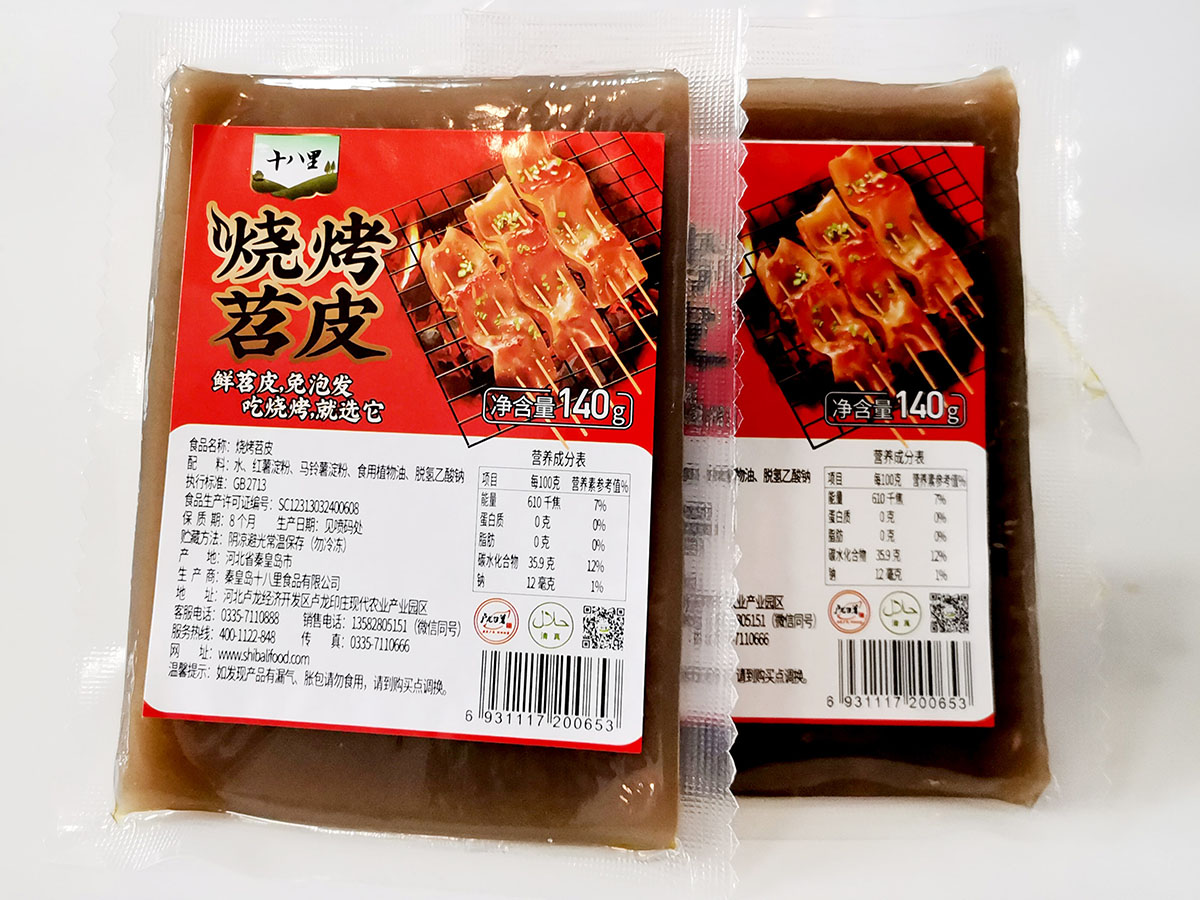 十八里
烧烤
苕皮
鲜苕皮,免泡发
吃烧烤,就选它
净含量140g
食品名称：烧烤苕皮
配 料：水、红薯淀粉、马铃薯淀粉、食用植物油、脱氢乙酸钠
执行标准：GB 2713
食品生产许可证编号：SC12313032400608
保 质 期：8个月 生产日期：见喷码处
贮藏方法：阴凉避光常温保存（勿冷冻）
产 地：河北省秦皇岛市
生 产 商：秦皇岛十八里食品有限公司
地 址：河北卢龙经济开发区卢龙印庄现代农业产业园区
客服电话：0335-7110888 销售电话：13582805151（微信同号）
服务热线：400-1122-848 传 真：0335-7110666
网 址：www.shibalifood.com
温馨提示：如发现产品有漏气、胀包请勿食用，请到购买点调换。
营养成分表
项目 每100克 营养素参考值%
能量 610 千焦 7%
蛋白质 0 克 0%
脂肪 0 克 0%
碳水化合物 35.9 克 12%
钠 12 毫克 1%
حلال
清真
6 931117 200653
净含量140g
物油、脱氢乙酸钠
业产业园区
805151（微信同号）
7110666
请到购买点调换。
营养成分表
项目 每100克 营养素参考值%
能量 610 千焦 7%
蛋白质 0 克 0%
脂肪 0 克 0%
碳水化合物 35.9 克 12%
钠 12 毫克 1%
حلال
清真
6 931117 200653